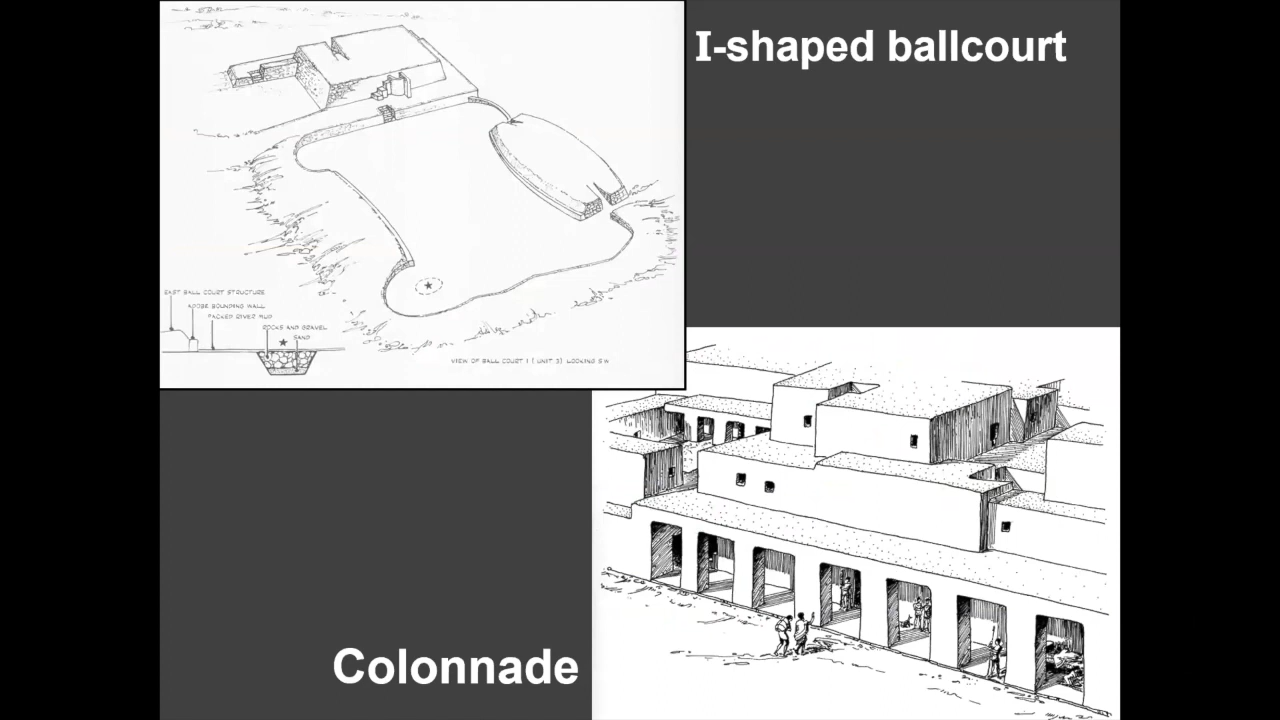 I-shaped ballcourt
EAST BALL COURT STRUCTURE
ADOBE BOUNDING WALL
PACKED RIVER MUD
ROCKS AND GRAVEL
SAND
VIEW OF BALL COURT I ( UNIT 3) LOOKING SW
Colonnade